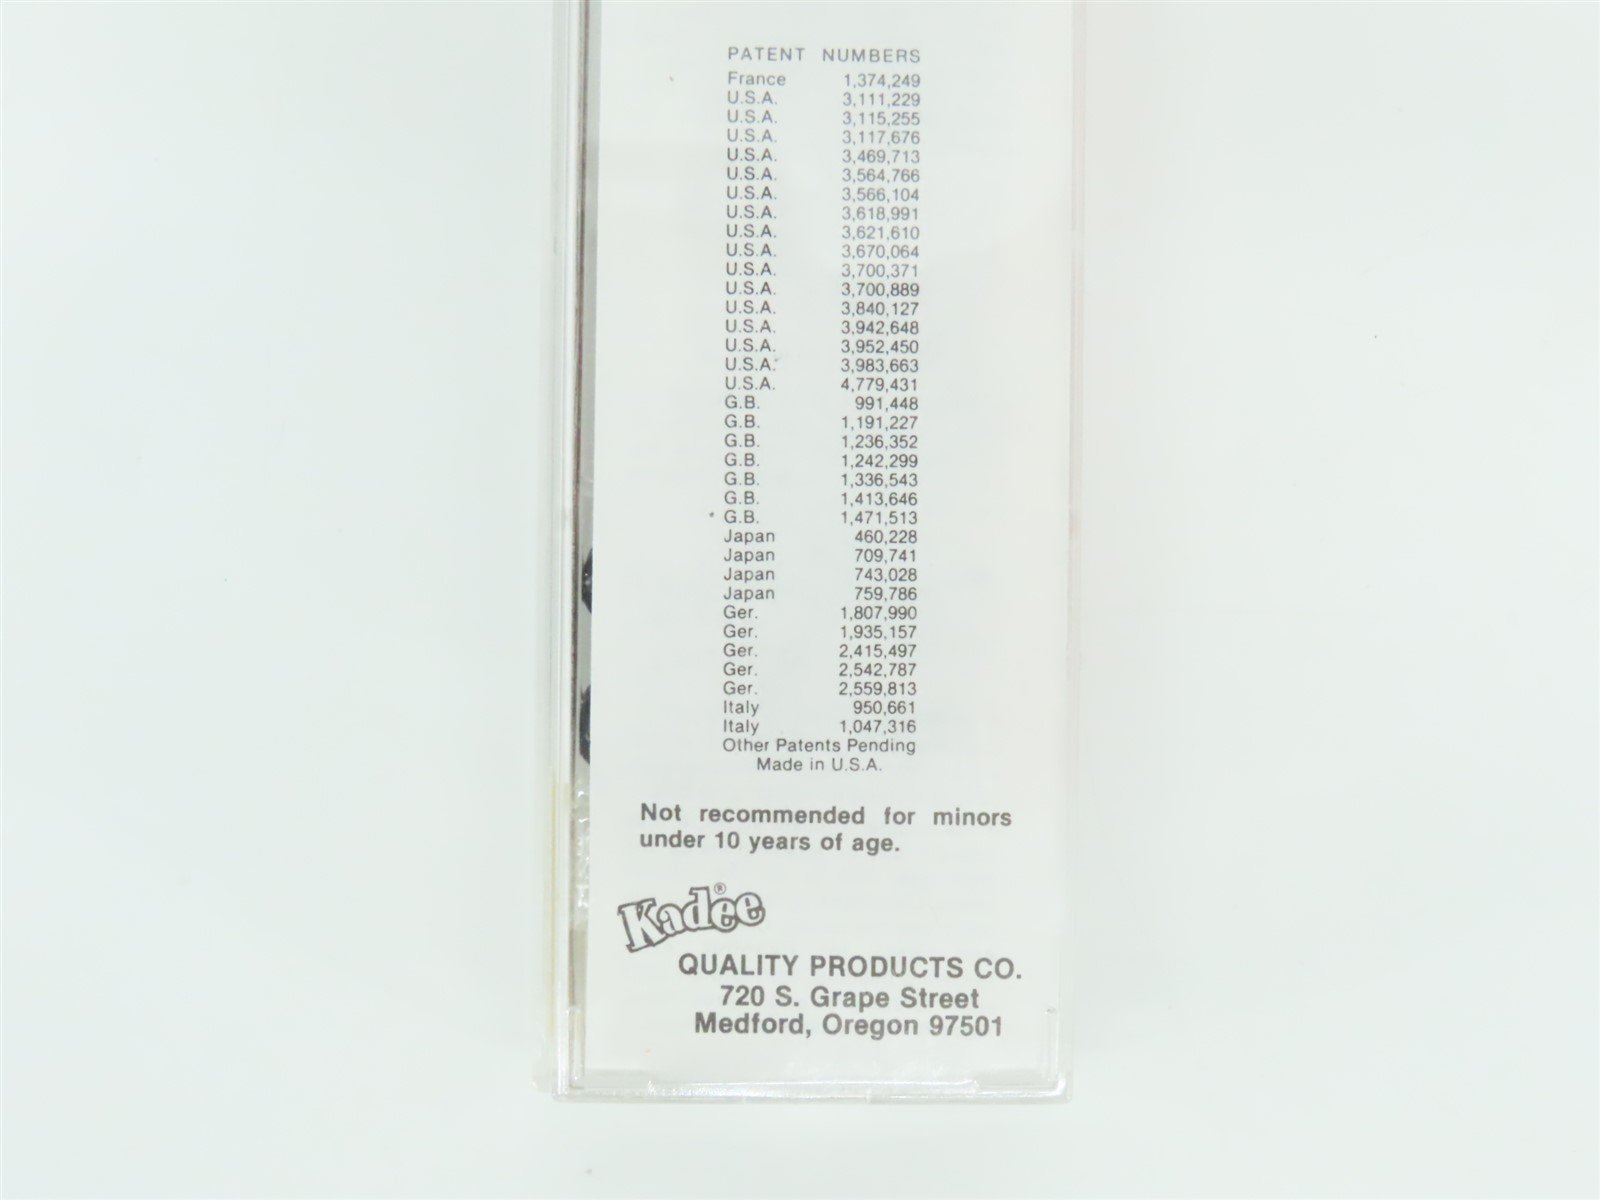 PATENT NUMBERS
France 1,374,249
U.S.A. 3,111,229
U.S.A. 3,115,255
U.S.A. 3,117,676
U.S.A. 3,469,713
U.S.A. 3,564,766
U.S.A. 3,566,104
U.S.A. 3,618,991
U.S.A. 3,621,610
U.S.A. 3,670,064
U.S.A. 3,700,371
U.S.A. 3,700,889
U.S.A. 3,840,127
U.S.A. 3,942,648
U.S.A. 3,952,450
U.S.A. 3,983,663
U.S.A. 4,779,431
G.B. 991,448
G.B. 1,191,227
G.B. 1,236,352
G.B. 1,242,299
G.B. 1,336,543
G.B. 1,413,646
G.B. 1,471,513
Japan 460,228
Japan 709,741
Japan 743,028
Japan 759,786
Ger. 1,807,990
Ger. 1,935,157
Ger. 2,415,497
Ger. 2,542,787
Ger. 2,559,813
Italy 950,661
Italy 1,047,316
Other Patents Pending
Made in U.S.A.
Not recommended for minors
under 10 years of age.
Kadee®
QUALITY PRODUCTS CO.
720 S. Grape Street
Medford, Oregon 97501